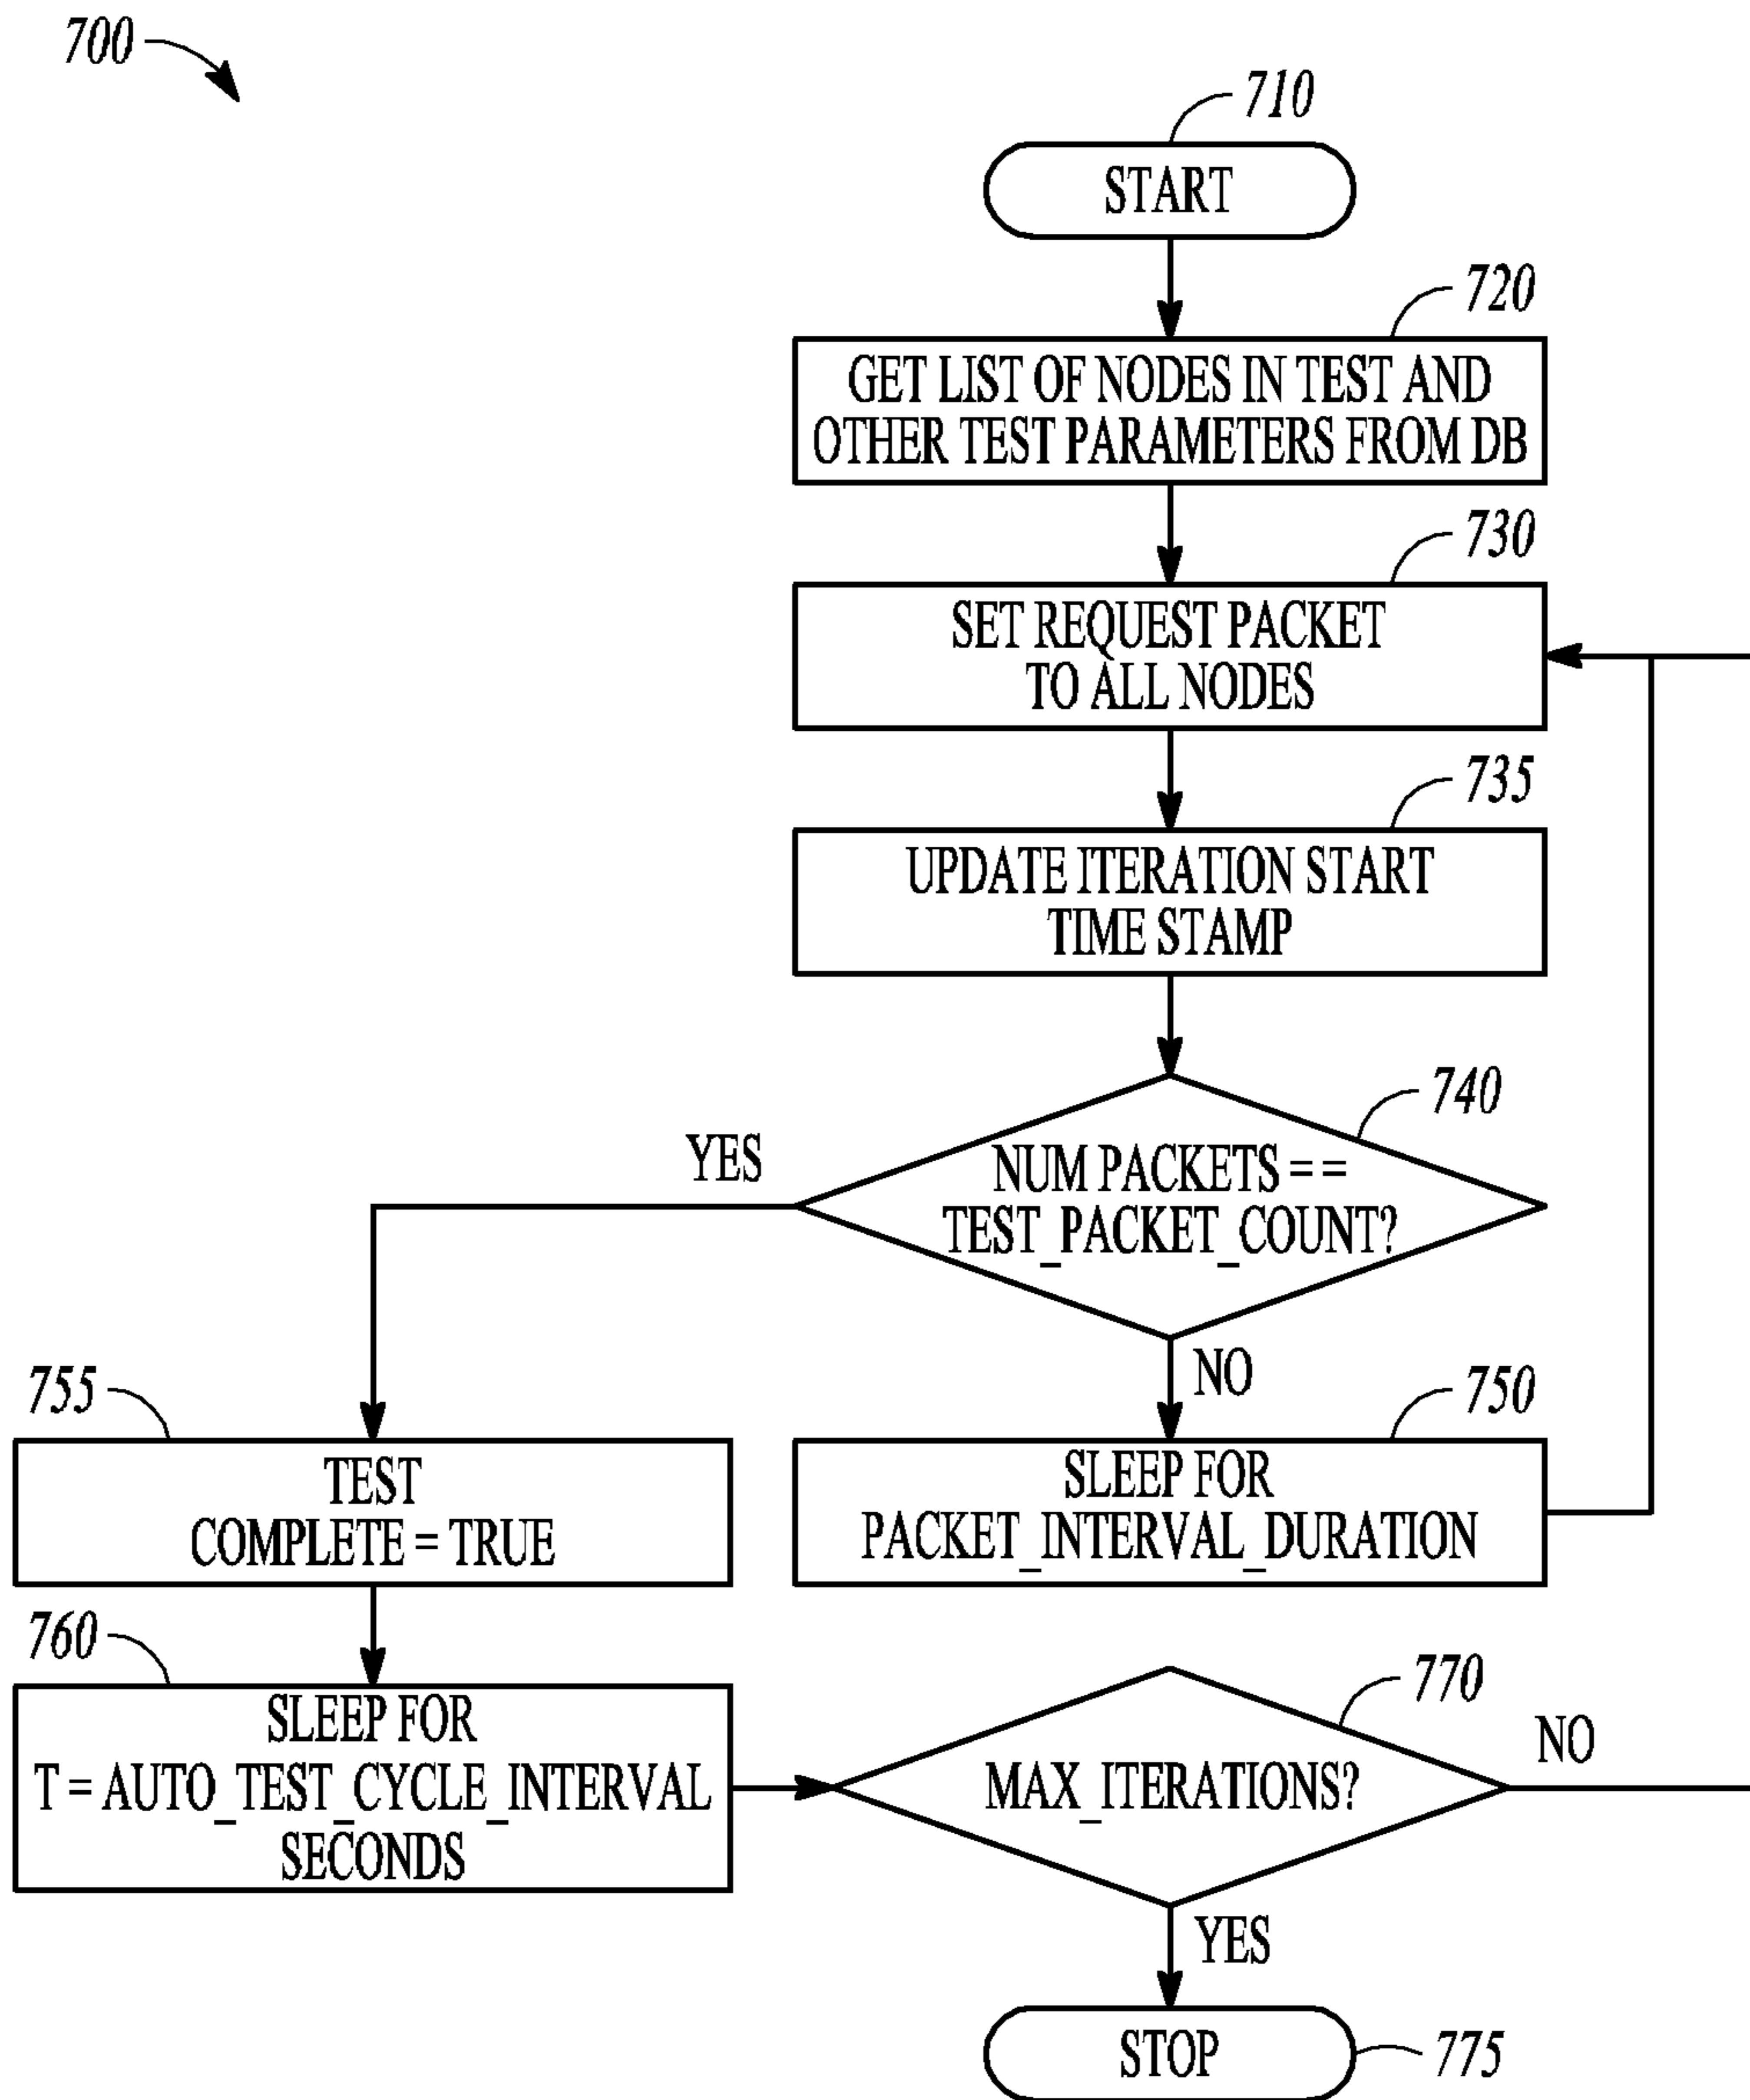 700
710
START
720
GET LIST OF NODES IN TEST AND
OTHER TEST PARAMETERS FROM DB
730
SET REQUEST PACKET
TO ALL NODES
735
UPDATE ITERATION START
TIME STAMP
740
YES
NUM PACKETS = =
TEST_PACKET_COUNT?
NO
755
TEST
COMPLETE = TRUE
750
SLEEP FOR
PACKET_INTERVAL_DURATION
760
SLEEP FOR
T = AUTO_TEST_CYCLE_INTERVAL
SECONDS
770
MAX_ITERATIONS?
NO
YES
STOP
775